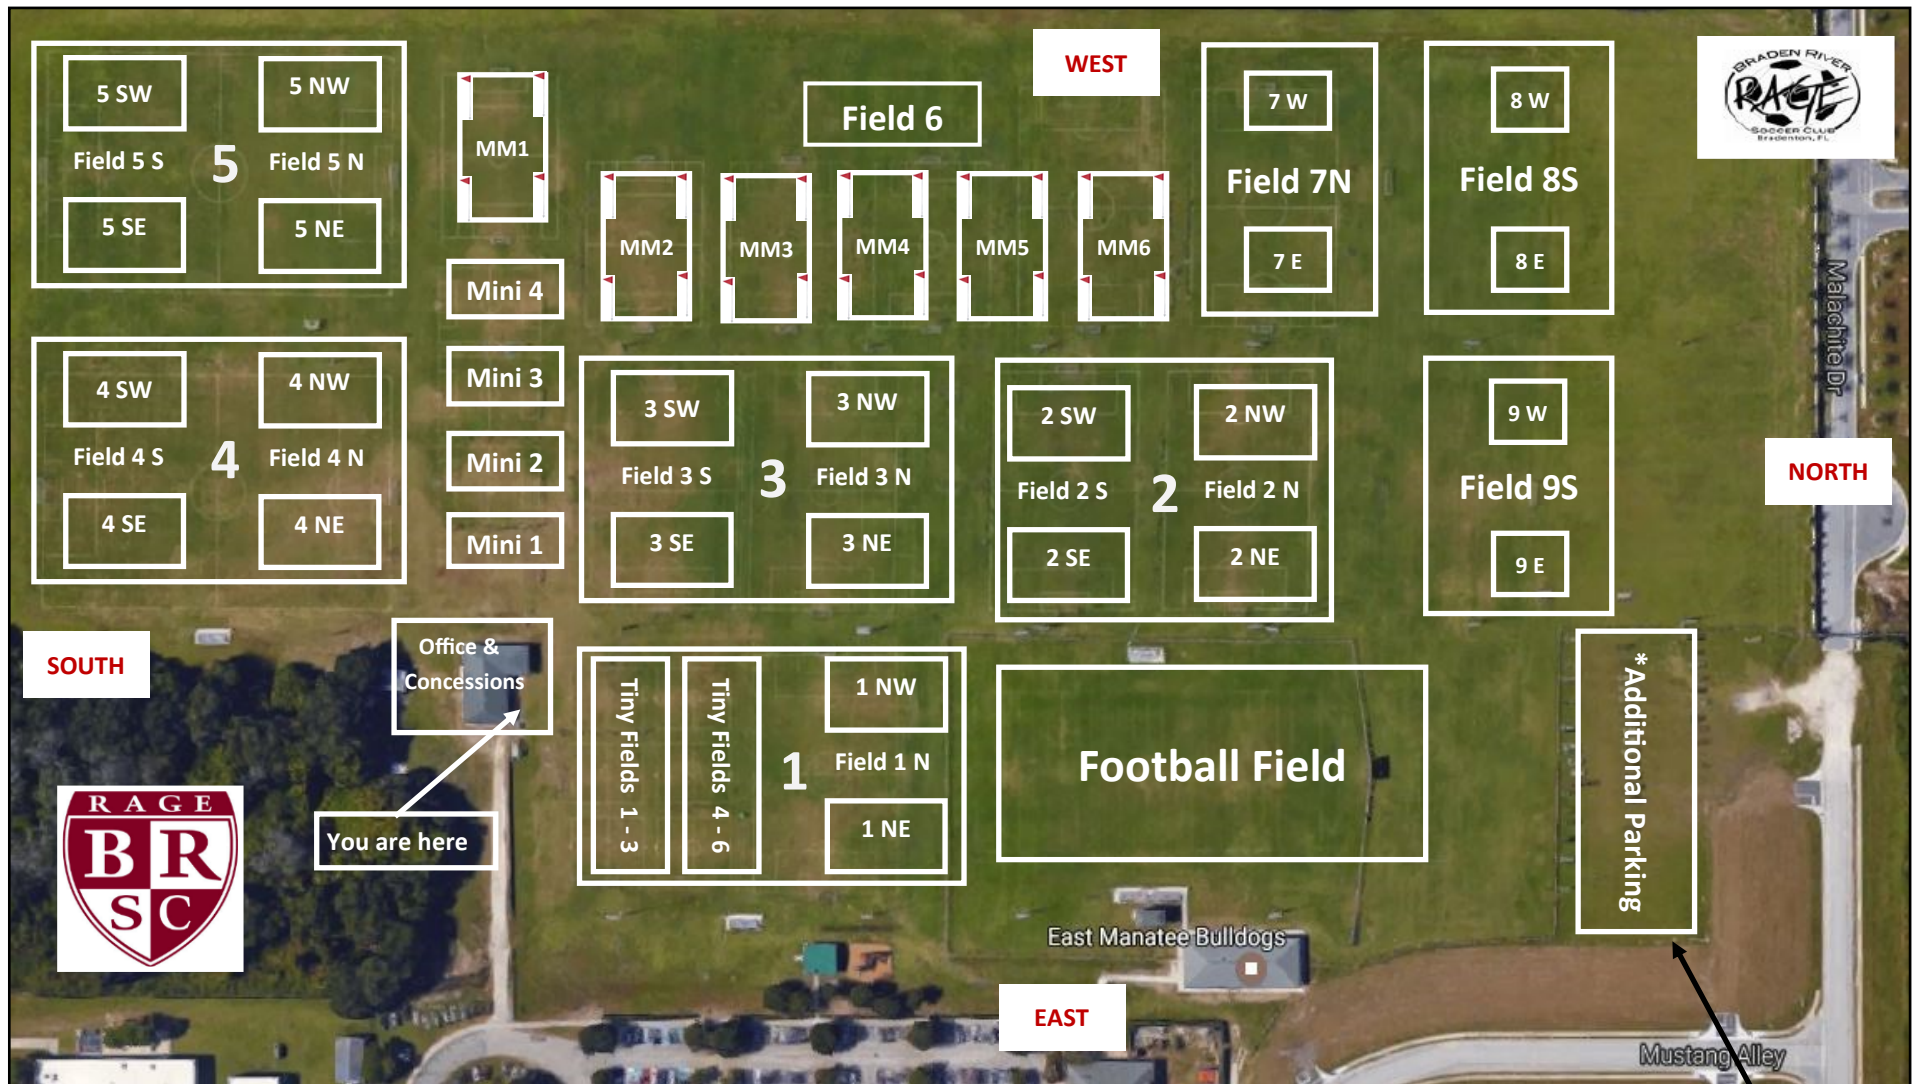 WEST
BRADEN RIVER
RAGE
SOCCER CLUB
Bradenton, FL
5 SW
5 NW
Field 5 S
5
Field 5 N
5 SE
5 NE
MM1
Field 6
MM2
MM3
MM4
MM5
MM6
7 W
Field 7N
7 E
8 W
Field 8S
8 E
Malachite Dr
Mini 4
Mini 3
Mini 2
Mini 1
4 SW
4 NW
Field 4 S
4
Field 4 N
4 SE
4 NE
3 SW
3 NW
Field 3 S
3
Field 3 N
3 SE
3 NE
2 SW
2 NW
Field 2 S
2
Field 2 N
2 SE
2 NE
9 W
Field 9S
9 E
NORTH
SOUTH
Office &
Concessions
You are here
Tiny Fields 1 - 3
Tiny Fields 4 - 6
1
1 NW
Field 1 N
1 NE
Football Field
*Additional Parking
RAGE
BR
SC
East Manatee Bulldogs
EAST
Mustang Alley